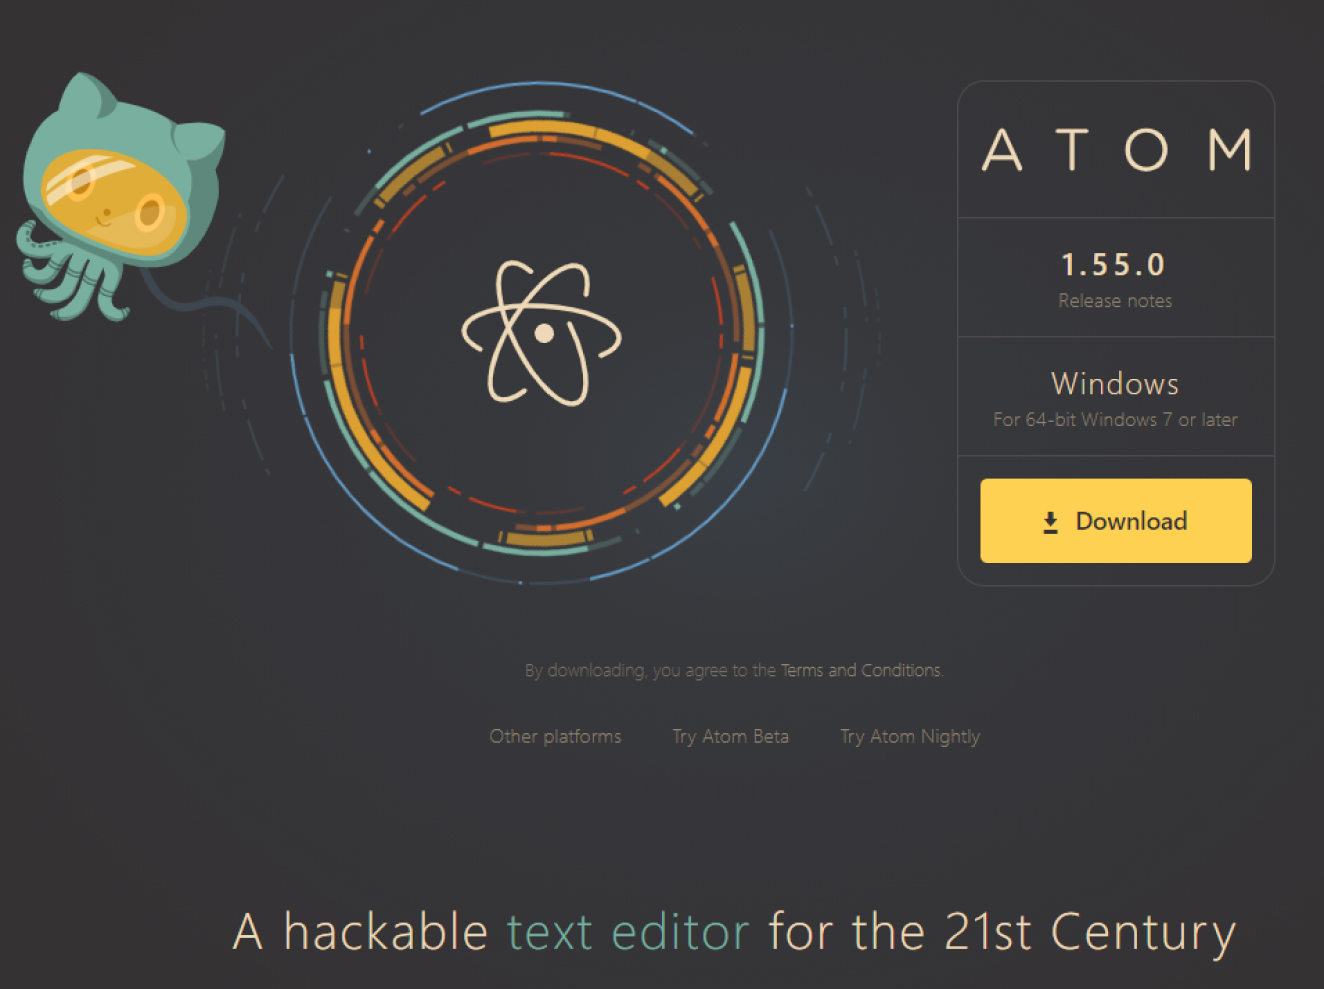 ATOM
1.55.0
Release notes
Windows
For 64-bit Windows 7 or later
Download
By downloading, you agree to the Terms and Conditions.
Other platforms Try Atom Beta Try Atom Nightly
A hackable text editor for the 21st Century